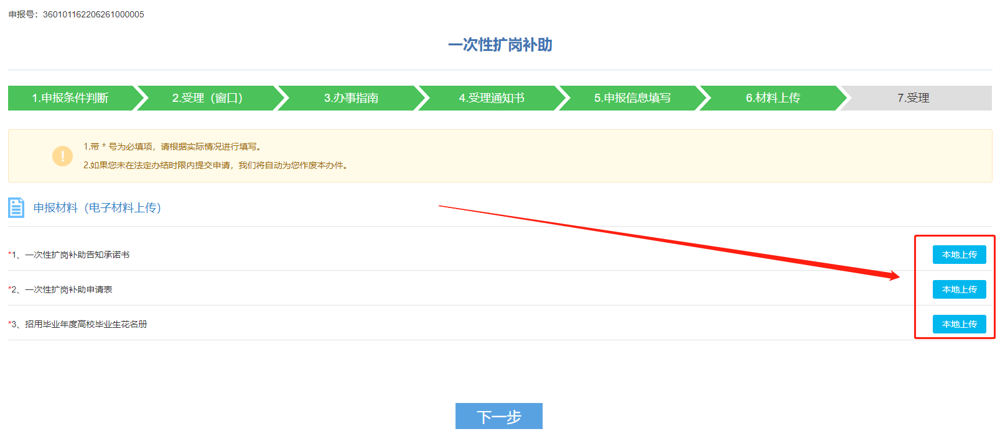 申报号：360101162206261000005
一次性扩岗补助
1.申报条件判断 2.受理（窗口） 3.办事指南 4.受理通知书 5.申报信息填写 6.材料上传 7.受理
1.带 * 号为必填项，请根据实际情况进行填写。
2.如果您未在法定办结时限内提交申请，我们将自动为您作废本办件。
申报材料（电子材料上传）
*1、一次性扩岗补助告知承诺书 本地上传
*2、一次性扩岗补助申请表 本地上传
*3、招用毕业年度高校毕业生花名册 本地上传
下一步